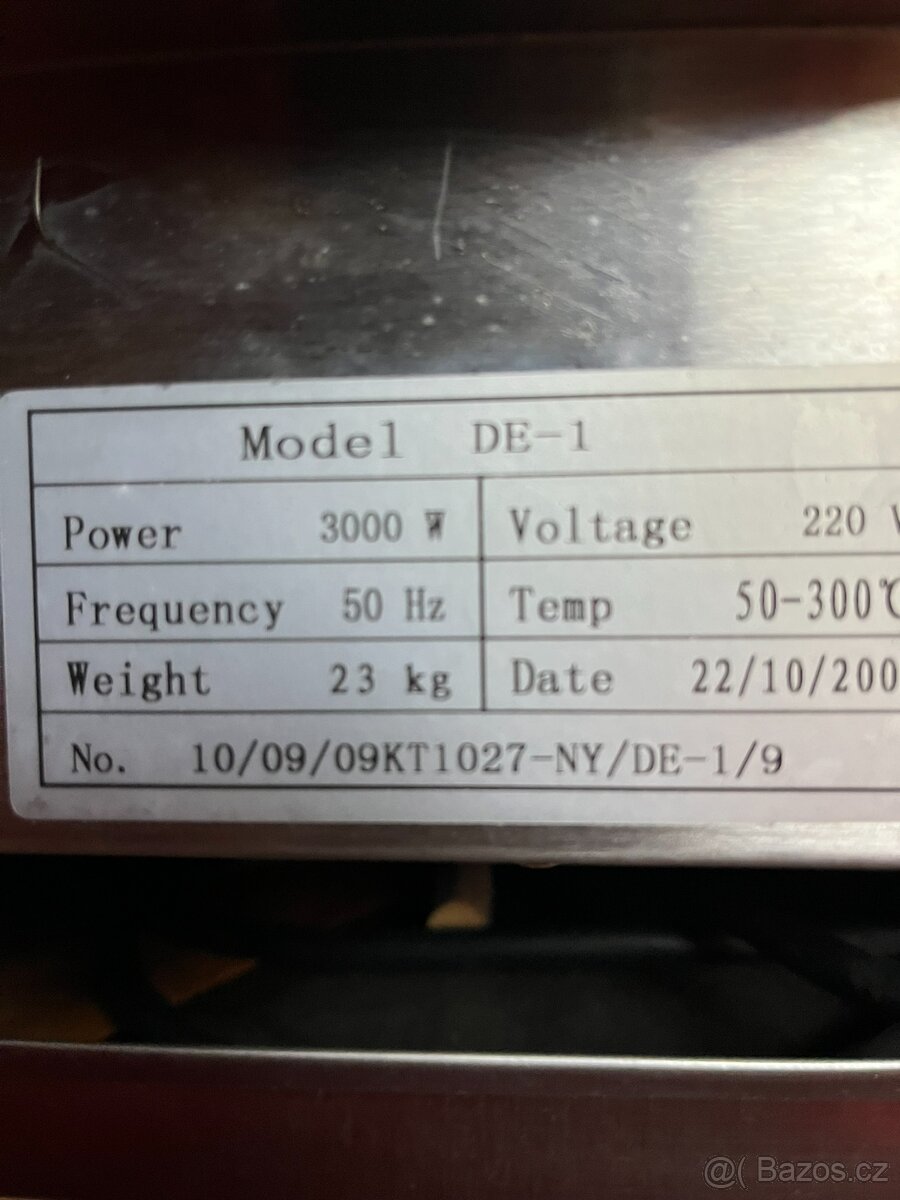 Model DE-1
Power 3000 W Voltage 220 V
Frequency 50 Hz Temp 50-300℃
Weight 23 kg Date 22/10/200
No. 10/09/09KT1027-NY/DE-1/9
@( Bazos.cz